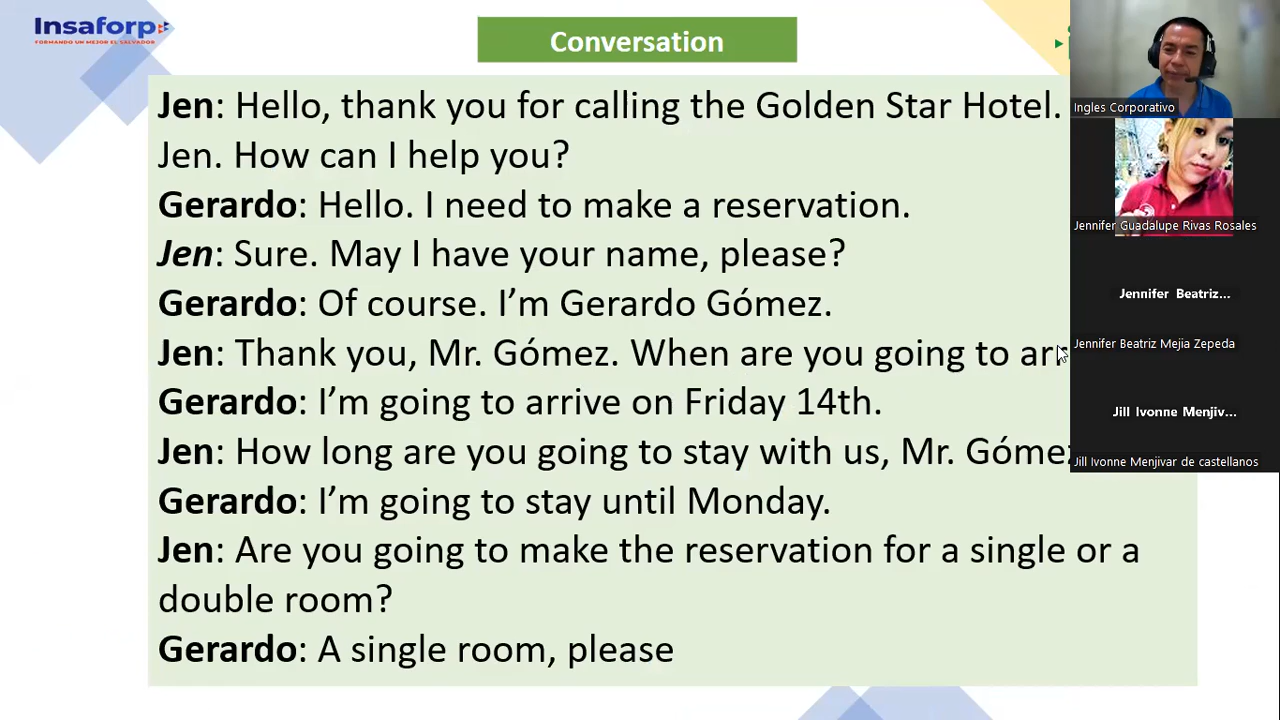 Insaforp
FORMANDO UN MEJOR EL SALVADOR
Conversation
Jen: Hello, thank you for calling the Golden Star Hotel.
Jen. How can I help you?
Gerardo: Hello. I need to make a reservation.
Jen: Sure. May I have your name, please?
Gerardo: Of course. I’m Gerardo Gómez.
Jen: Thank you, Mr. Gómez. When are you going to
Gerardo: I’m going to arrive on Friday 14th.
Jen: How long are you going to stay with us, Mr. Gómez
Gerardo: I’m going to stay until Monday.
Jen: Are you going to make the reservation for a single or a
double room?
Gerardo: A single room, please
Ingles Corporativo
Jennifer Guadalupe Rivas Rosales
Jennifer Beatriz...
Jennifer Beatriz Mejia Zepeda
Jill Ivonne Menjiv...
Jill Ivonne Menjivar de castellanos